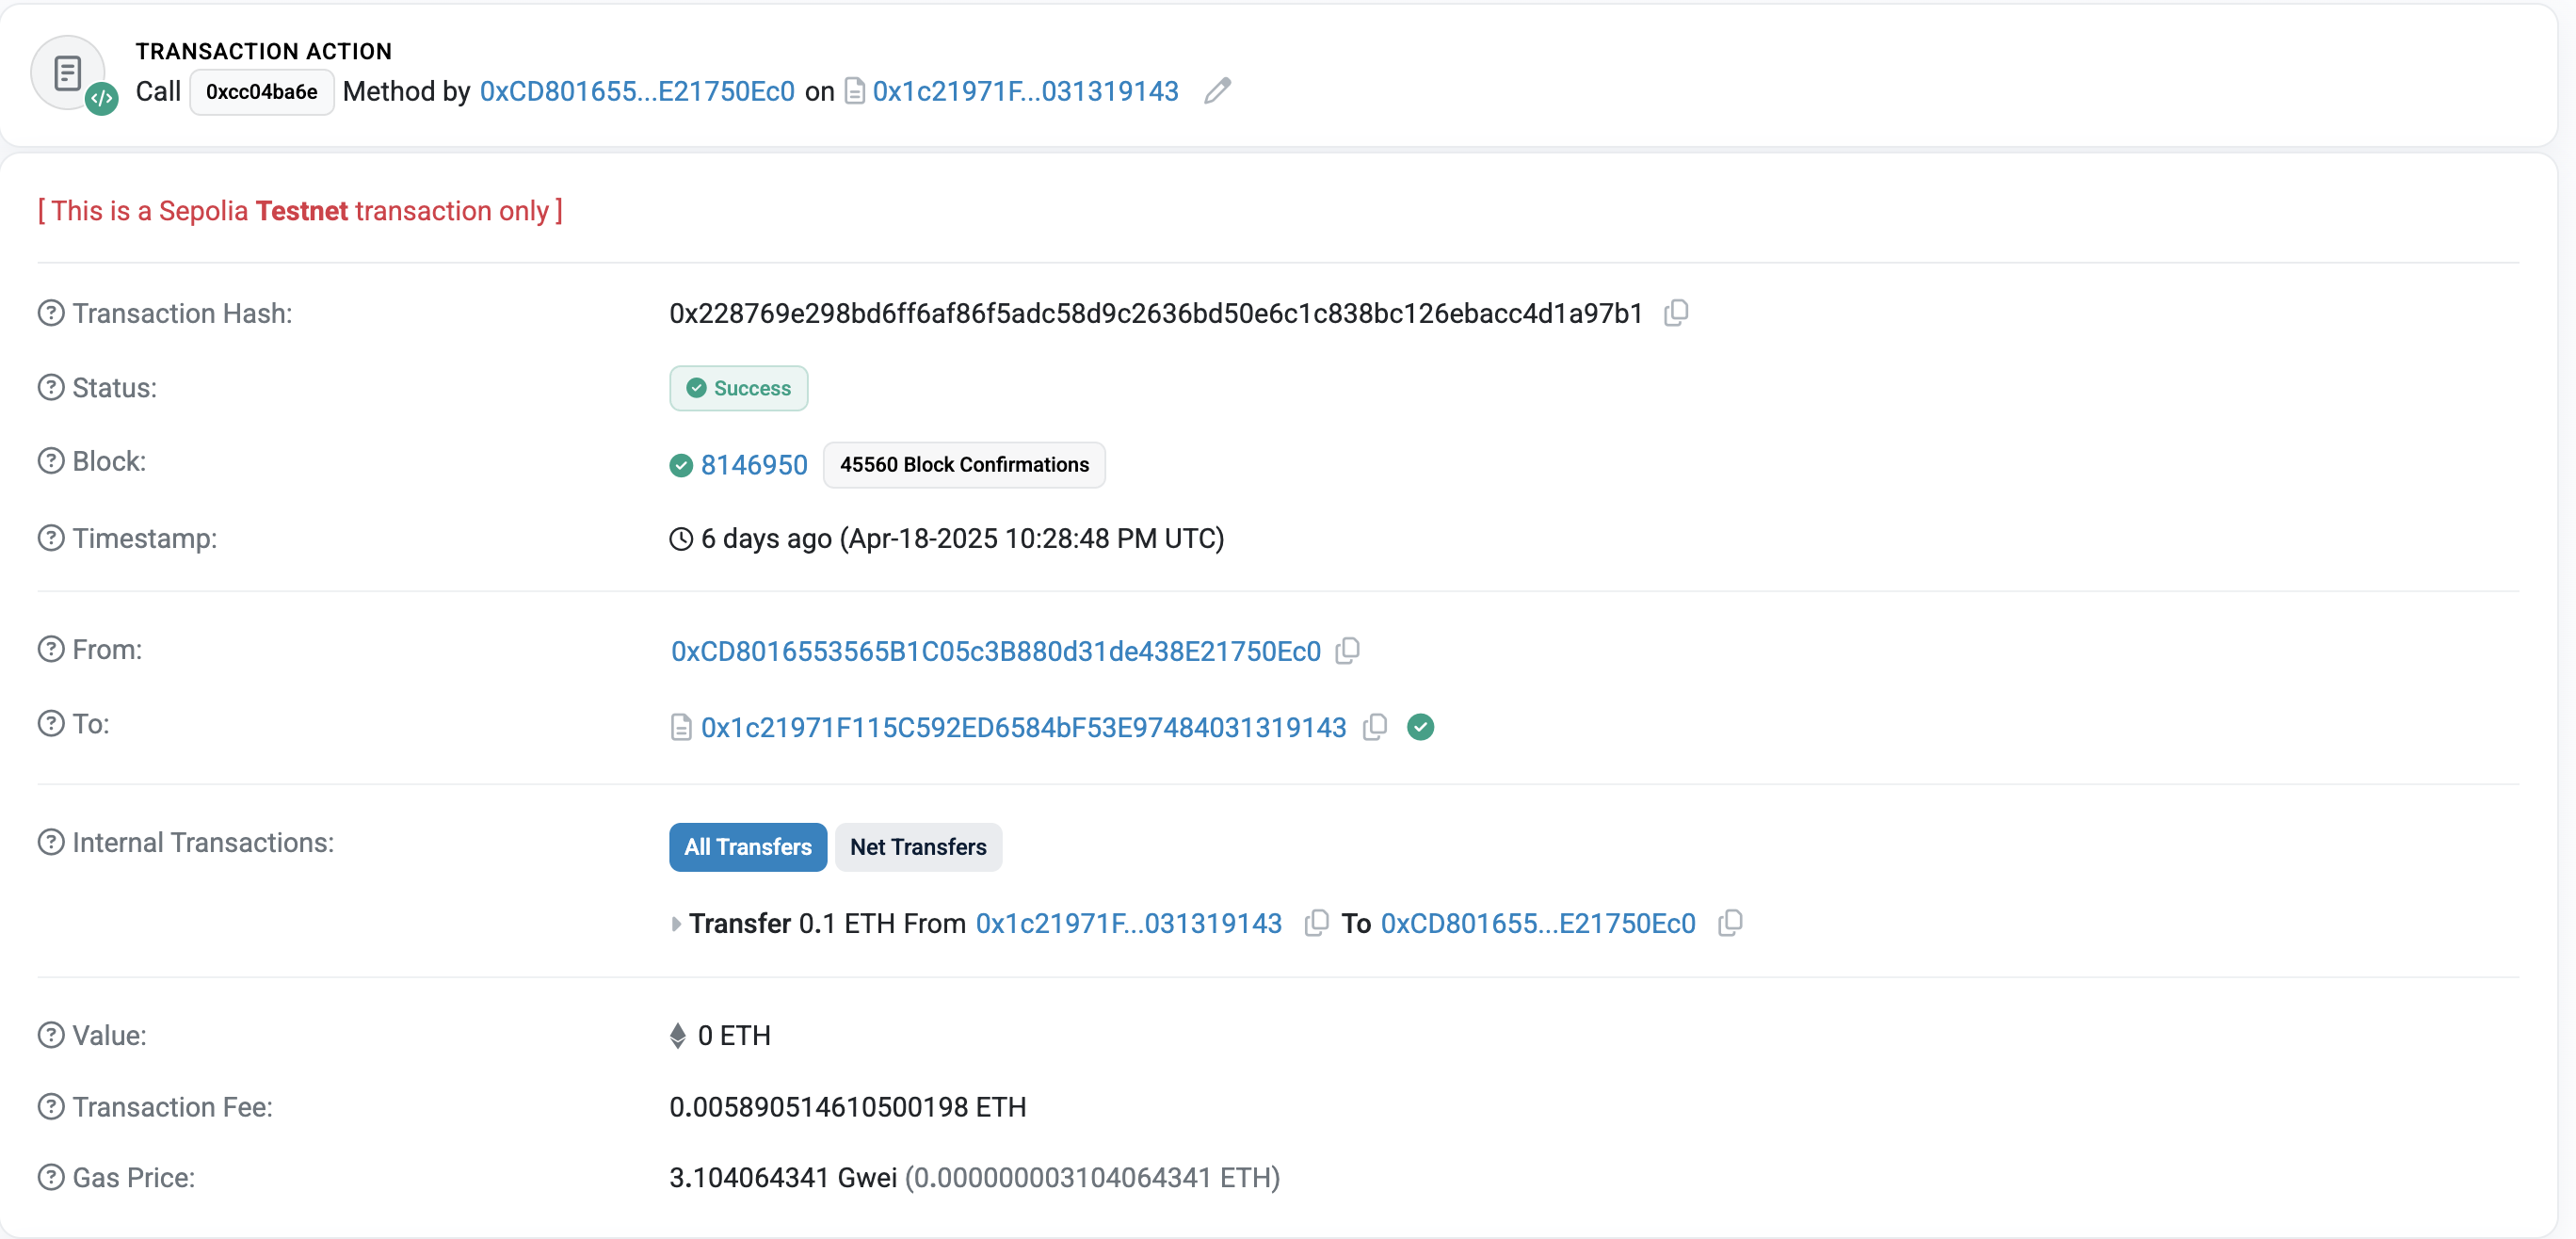 TRANSACTION ACTION
Call 0xcc04ba6e Method by 0xCD801655...E21750Ec0 on 0x1c21971F...031319143
[ This is a Sepolia Testnet transaction only ]
Transaction Hash: 0x228769e298bd6ff6af86f5adc58d9c2636bd50e6c1c838bc126ebacc4d1a97b1
Status: Success
Block: 8146950 45560 Block Confirmations
Timestamp: 6 days ago (Apr-18-2025 10:28:48 PM UTC)
From: 0xCD8016553565B1C05c3B880d31de438E21750Ec0
To: 0x1c21971F115C592ED6584bF53E97484031319143
Internal Transactions: All Transfers Net Transfers
Transfer 0.1 ETH From 0x1c21971F...031319143 To 0xCD801655...E21750Ec0
Value: 0 ETH
Transaction Fee: 0.005890514610500198 ETH
Gas Price: 3.104064341 Gwei (0.000000003104064341 ETH)